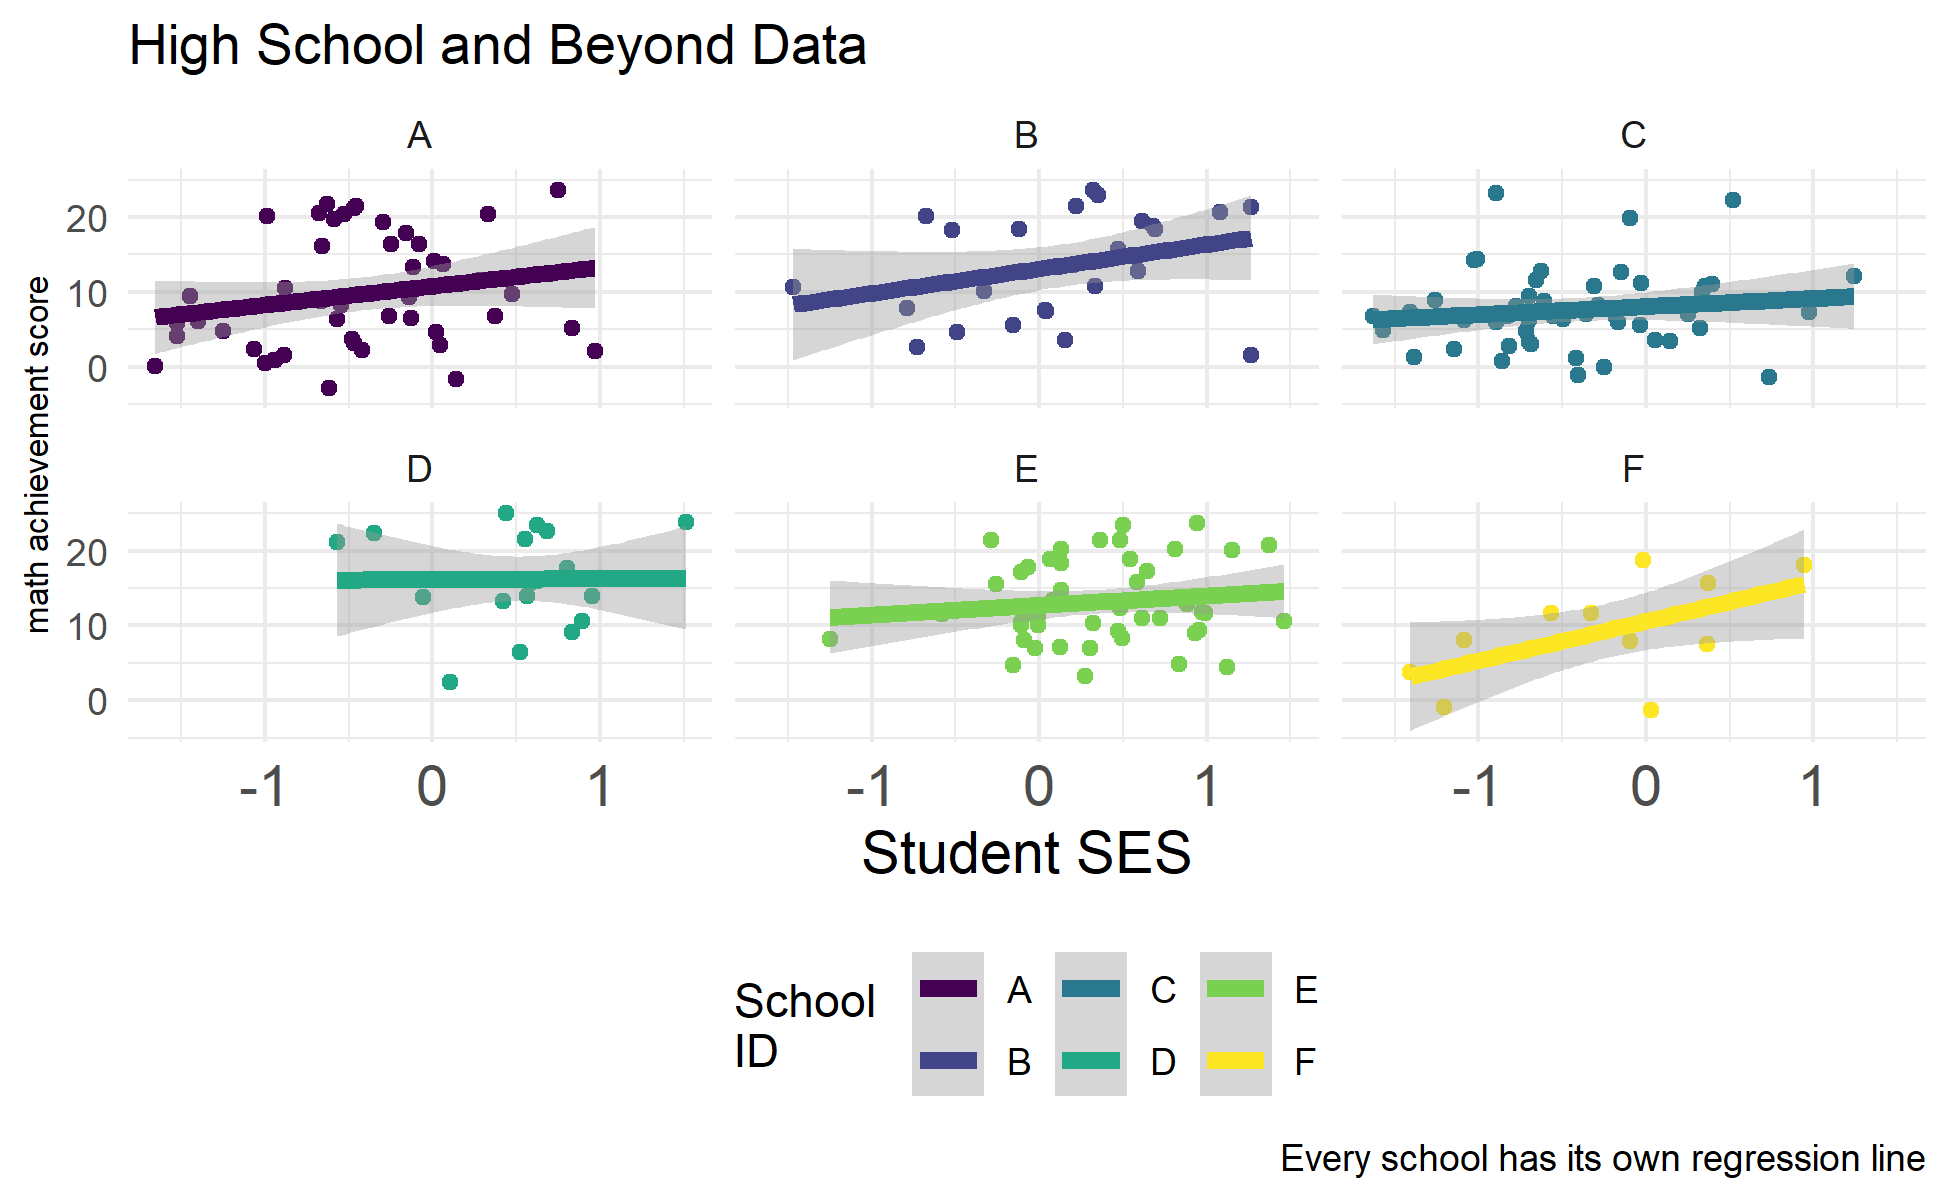 High School and Beyond Data
A B C
20
10
0
math achievement score
D E F
20
10
0
-1 0 1 -1 0 1 -1 0 1
Student SES
School
ID
A C E
B D F
Every school has its own regression line